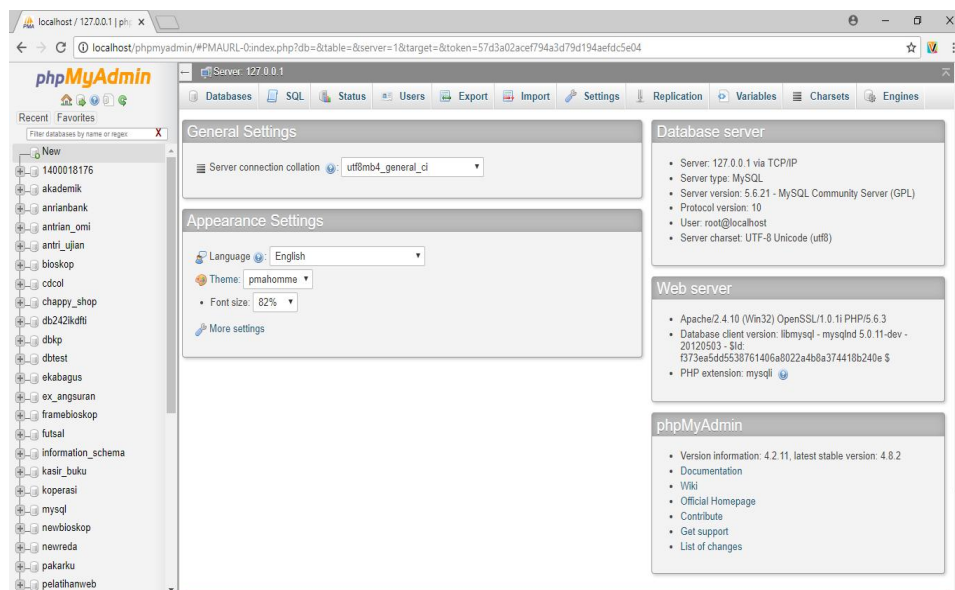 localhost / 127.0.0.1 | ph
localhost/phpmyadmin/#PMAURL-0:index.php?db=&table=&server=1&target=&token=57d3a02acef794a3d79d194aefdc5e04
phpMyAdmin
Recent Favorites
Filter databases by name or regex X
New
1400018176
akademik
anrianbank
antrian_omi
antri_ujian
bioskop
cdcol
chappy_shop
db242ikdfti
dbkp
dbtest
ekabagus
ex_angsuran
framebioskop
futsal
information_schema
kasir_buku
koperasi
mysql
newbioskop
newreda
pakarku
pelatihanweb
Server: 127.0.0.1
Databases SQL Status Users Export Import Settings Replication Variables Charsets Engines
General Settings
Server connection collation : utf8mb4_general_ci
Appearance Settings
Language : English
Theme: pmahomme
• Font size: 82%
More settings
Database server
• Server: 127.0.0.1 via TCP/IP
• Server type: MySQL
• Server version: 5.6.21 - MySQL Community Server (GPL)
• Protocol version: 10
• User: root@localhost
• Server charset: UTF-8 Unicode (utf8)
Web server
• Apache/2.4.10 (Win32) OpenSSL/1.0.1i PHP/5.6.3
• Database client version: libmysql - mysqlnd 5.0.11-dev -
20120503 - $Id:
f373ea5dd5538761406a8022a4b8a374418b240e $
• PHP extension: mysqli
phpMyAdmin
• Version information: 4.2.11, latest stable version: 4.8.2
• Documentation
• Wiki
• Official Homepage
• Contribute
• Get support
• List of changes